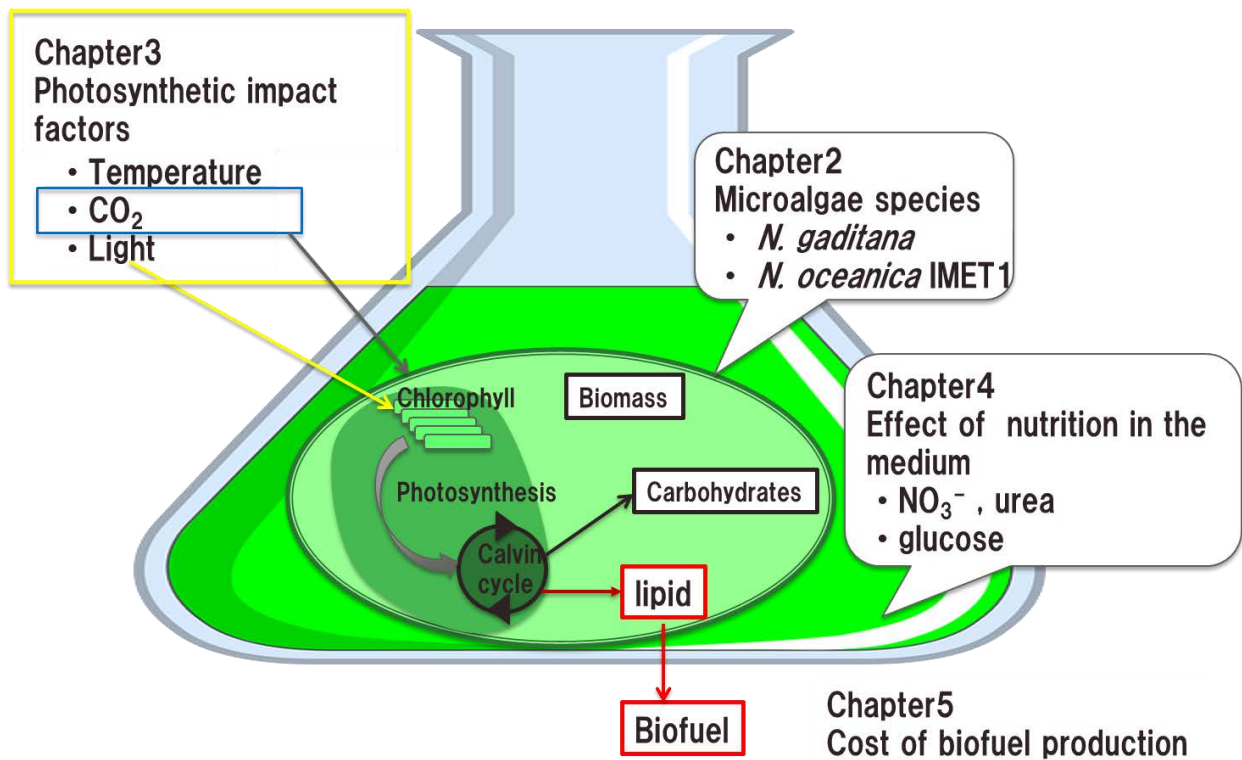 Chapter3
Photosynthetic impact
factors
• Temperature
• CO₂
• Light
Chapter2
Microalgae species
• N. gaditana
• N. oceanica IMET1
Chapter4
Effect of nutrition in the
medium
• NO₃⁻ , urea
• glucose
Chlorophyll
Biomass
Photosynthesis
Carbohydrates
Calvin
cycle
lipid
Biofuel
Chapter5
Cost of biofuel production